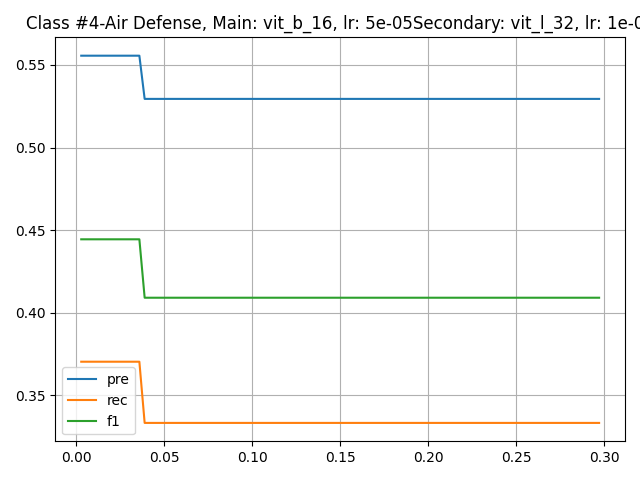 Class #4-Air Defense, Main: vit_b_16, lr: 5e-05Secondary: vit_l_32, lr: 1e-0
0.55
0.50
0.45
0.40
0.35
pre
rec
f1
0.00 0.05 0.10 0.15 0.20 0.25 0.30